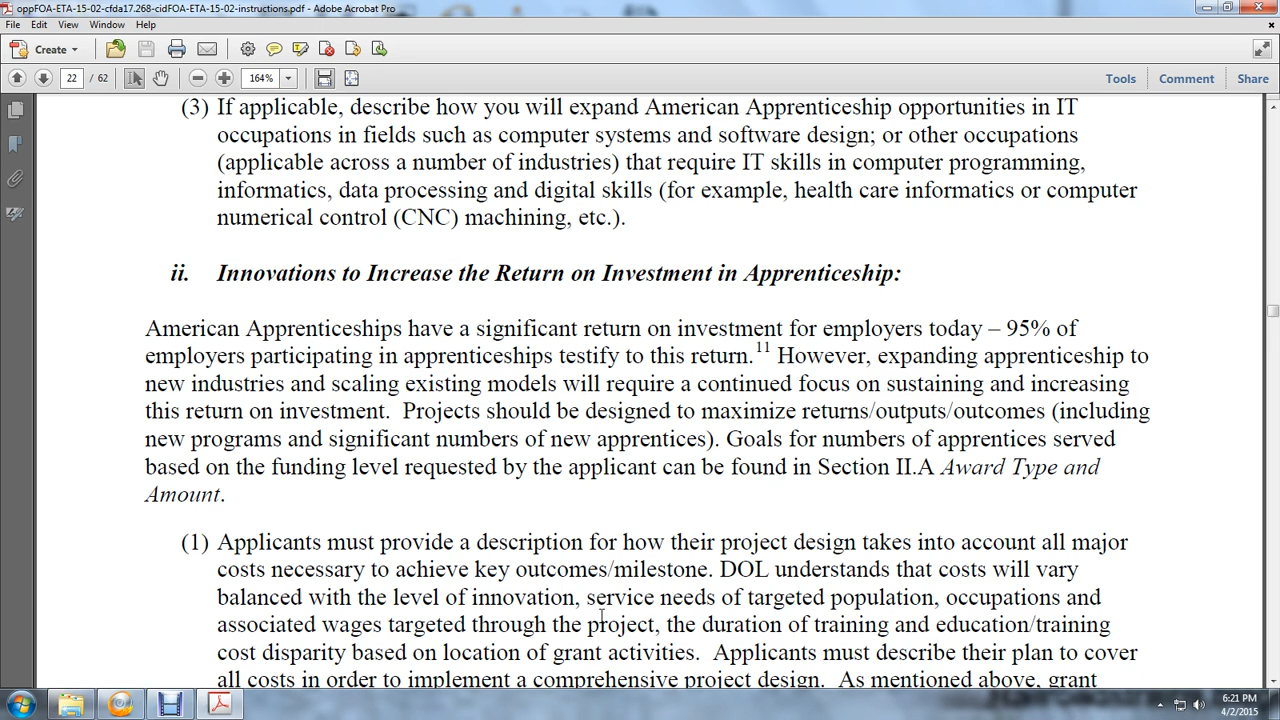 oppFOA-ETA-15-02-cfda17.268-cidFOA-ETA-15-02-instructions.pdf - Adobe Acrobat Pro
File Edit View Window Help
Create
22 / 62
164%
Tools Comment Share
(3) If applicable, describe how you will expand American Apprenticeship opportunities in IT
occupations in fields such as computer systems and software design; or other occupations
(applicable across a number of industries) that require IT skills in computer programming,
informatics, data processing and digital skills (for example, health care informatics or computer
numerical control (CNC) machining, etc.).
ii. Innovations to Increase the Return on Investment in Apprenticeship:
American Apprenticeships have a significant return on investment for employers today – 95% of
employers participating in apprenticeships testify to this return.11 However, expanding apprenticeship to
new industries and scaling existing models will require a continued focus on sustaining and increasing
this return on investment. Projects should be designed to maximize returns/outputs/outcomes (including
new programs and significant numbers of new apprentices). Goals for numbers of apprentices served
based on the funding level requested by the applicant can be found in Section II.A Award Type and
Amount.
(1) Applicants must provide a description for how their project design takes into account all major
costs necessary to achieve key outcomes/milestone. DOL understands that costs will vary
balanced with the level of innovation, service needs of targeted population, occupations and
associated wages targeted through the project, the duration of training and education/training
cost disparity based on location of grant activities. Applicants must describe their plan to cover
all costs in order to implement a comprehensive project design. As mentioned above, grant
6:21 PM
4/2/2015